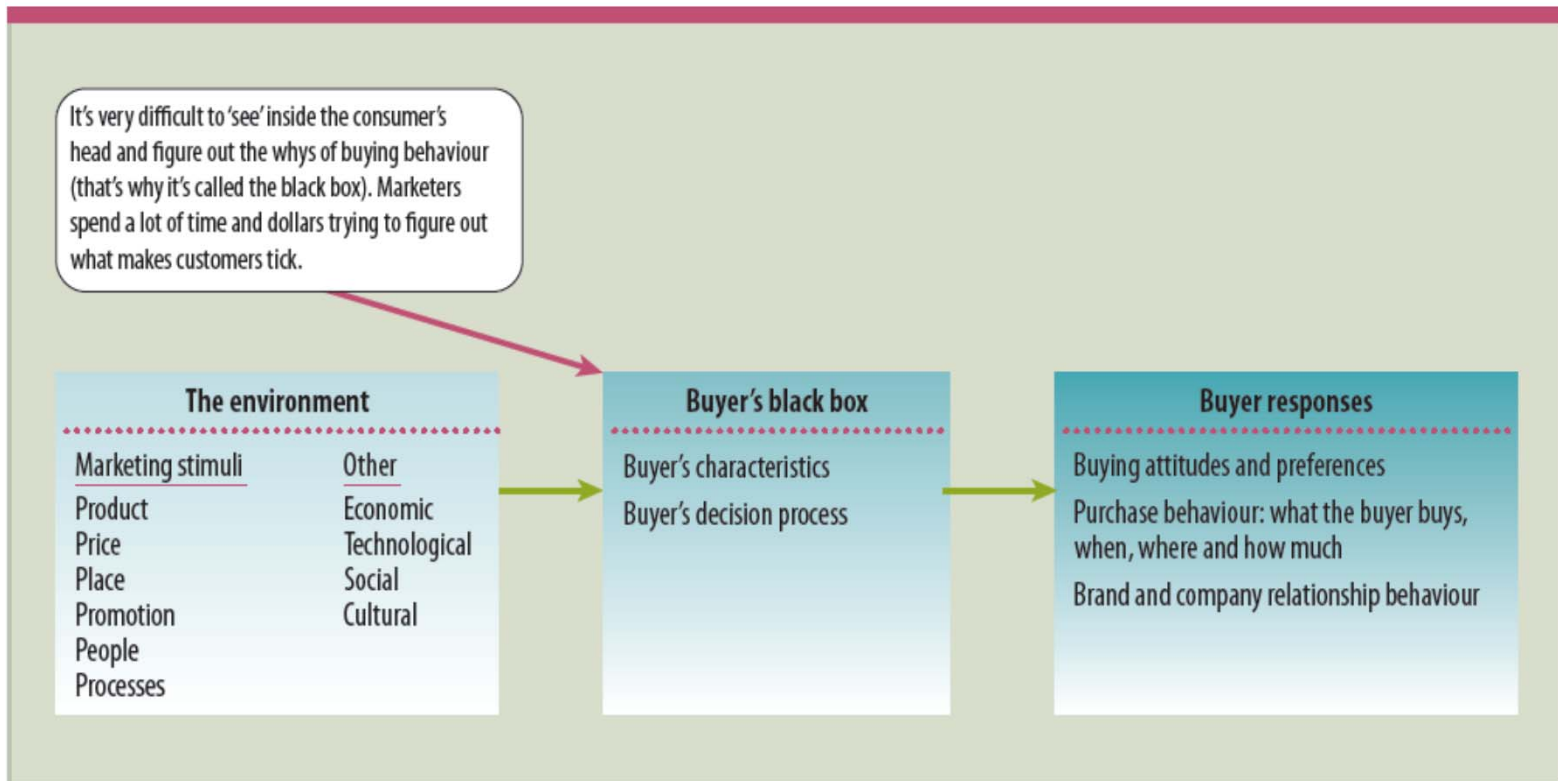 It's very difficult to 'see' inside the consumer's
head and figure out the whys of buying behaviour
(that's why it's called the black box). Marketers
spend a lot of time and dollars trying to figure out
what makes customers tick.
The environment
Marketing stimuli
Product
Price
Place
Promotion
People
Processes
Other
Economic
Technological
Social
Cultural
Buyer's black box
Buyer's characteristics
Buyer's decision process
Buyer responses
Buying attitudes and preferences
Purchase behaviour: what the buyer buys,
when, where and how much
Brand and company relationship behaviour